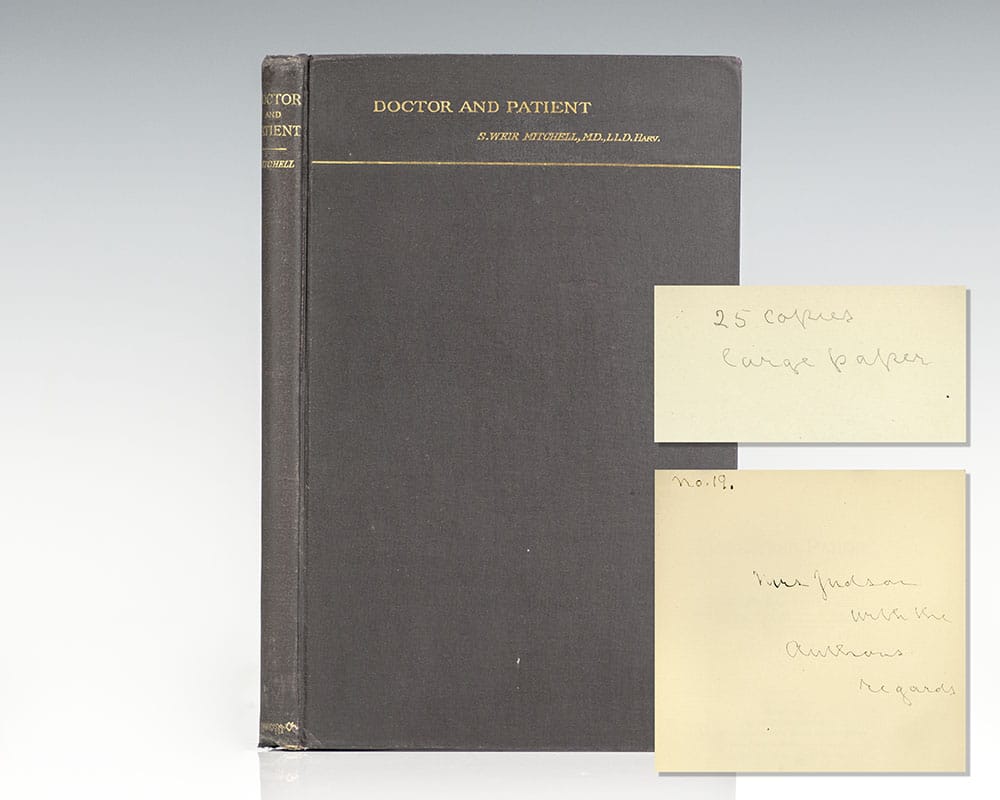 DOCTOR
AND
PATIENT
MITCHELL
DOCTOR AND PATIENT
S. WEIR MITCHELL, M.D., LL.D. HARV.
25 copies
large paper
No. 19.
Mrs Judson
with the
Authors
regards